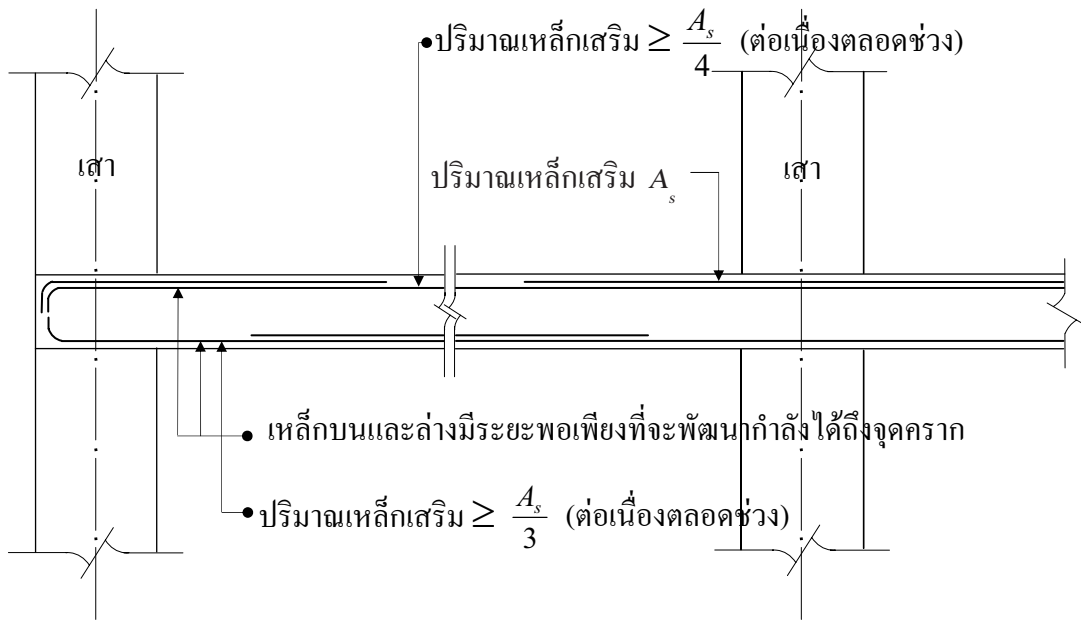 ปริมาณเหล็กเสริม ≥ A_s/4 (ต่อเนื่องตลอดช่วง)
เสา
ปริมาณเหล็กเสริม A_s
เสา
เหล็กบนและล่างมีระยะพอเพียงที่จะพัฒนากำลังได้ถึงจุดคราก
ปริมาณเหล็กเสริม ≥ A_s/3 (ต่อเนื่องตลอดช่วง)